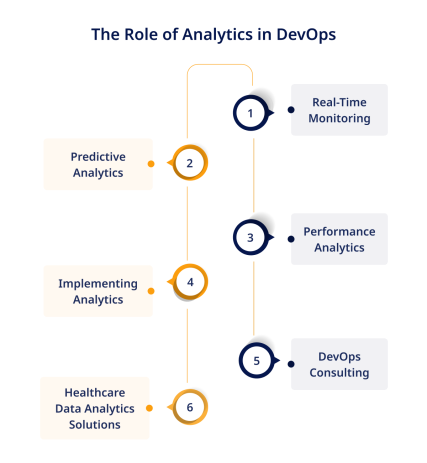 The Role of Analytics in DevOps
1
Real-Time
Monitoring
2
Predictive
Analytics
3
Performance
Analytics
4
Implementing
Analytics
5
DevOps
Consulting
6
Healthcare
Data Analytics
Solutions